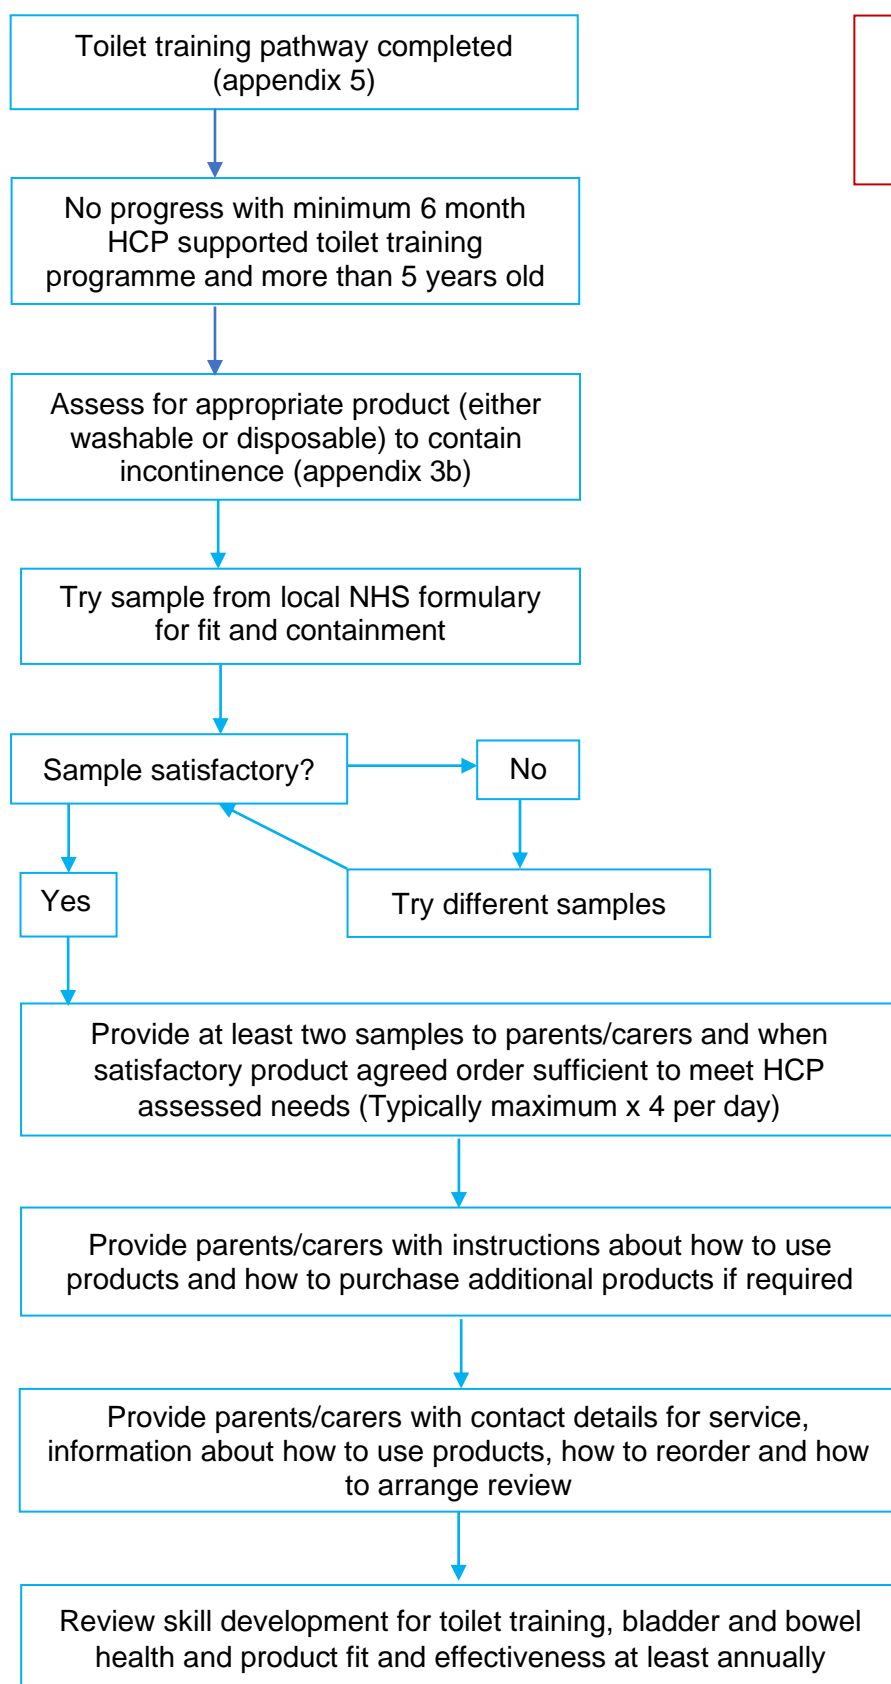 Toilet training pathway completed
(appendix 5)
No progress with minimum 6 month
HCP supported toilet training
programme and more than 5 years old
Assess for appropriate product (either
washable or disposable) to contain
incontinence (appendix 3b)
Try sample from local NHS formulary
for fit and containment
Sample satisfactory?
No
Yes
Try different samples
Provide at least two samples to parents/carers and when
satisfactory product agreed order sufficient to meet HCP
assessed needs (Typically maximum x 4 per day)
Provide parents/carers with instructions about how to use
products and how to purchase additional products if required
Provide parents/carers with contact details for service,
information about how to use products, how to reorder and how
to arrange review
Review skill development for toilet training, bladder and bowel
health and product fit and effectiveness at least annually